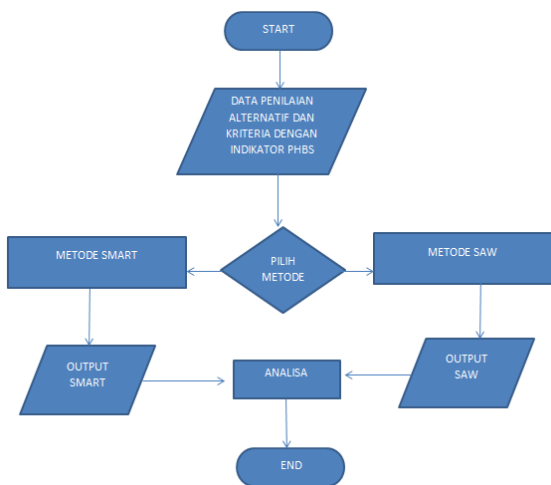 START
DATA PENILAIAN
ALTERNATIF DAN
KRITERIA DENGAN
INDIKATOR PHBS
METODE SMART
PILIH
METODE
METODE SAW
OUTPUT
SMART
ANALISA
OUTPUT
SAW
END